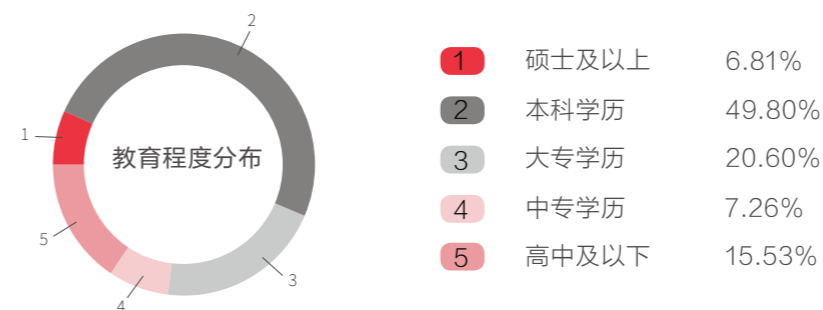 2
1
教育程度分布
5
3
4
1 硕士及以上 6.81%
2 本科学历 49.80%
3 大专学历 20.60%
4 中专学历 7.26%
5 高中及以下 15.53%